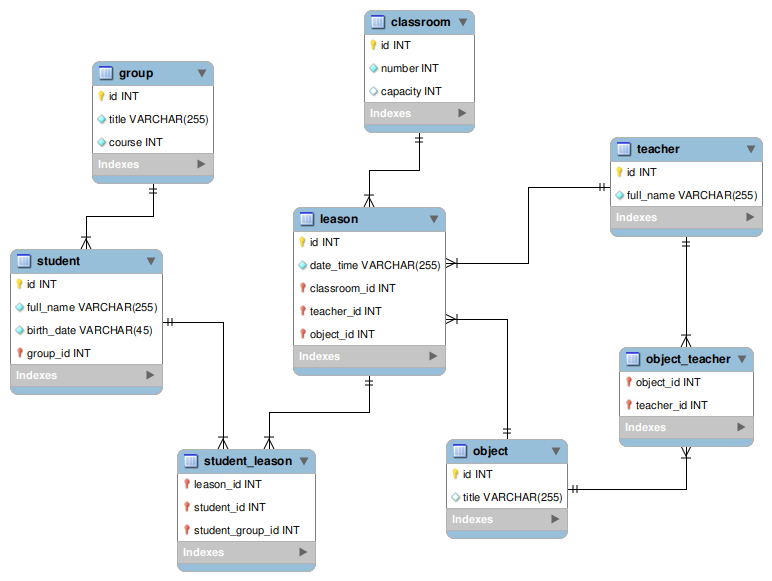 classroom
id INT
number INT
capacity INT
Indexes
group
id INT
title VARCHAR(255)
course INT
Indexes
teacher
id INT
full_name VARCHAR(255)
Indexes
leason
id INT
date_time VARCHAR(255)
classroom_id INT
teacher_id INT
object_id INT
Indexes
student
id INT
full_name VARCHAR(255)
birth_date VARCHAR(45)
group_id INT
Indexes
object_teacher
object_id INT
teacher_id INT
Indexes
student_leason
leason_id INT
student_id INT
student_group_id INT
Indexes
object
id INT
title VARCHAR(255)
Indexes